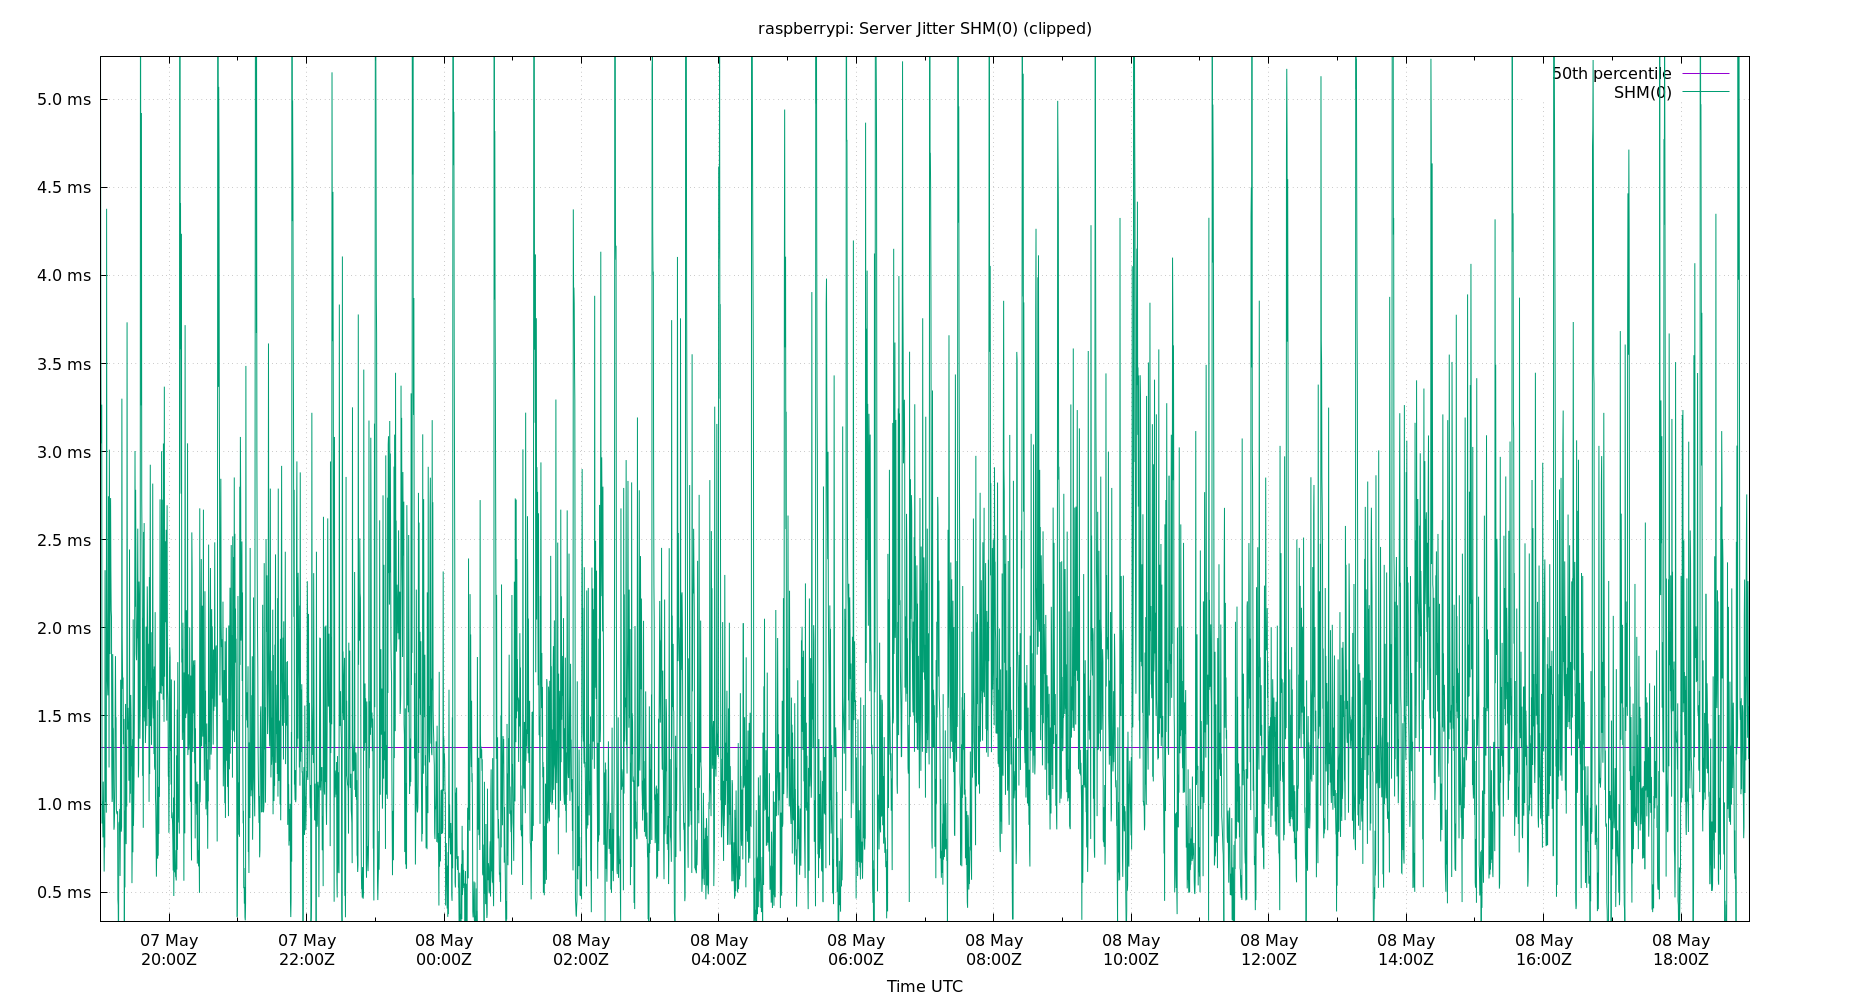 raspberrypi: Server Jitter SHM(0) (clipped)
50th percentile
SHM(0)
5.0 ms
4.5 ms
4.0 ms
3.5 ms
3.0 ms
2.5 ms
2.0 ms
1.5 ms
1.0 ms
0.5 ms
07 May 07 May 08 May 08 May 08 May 08 May 08 May 08 May 08 May 08 May 08 May 08 May
20:00Z 22:00Z 00:00Z 02:00Z 04:00Z 06:00Z 08:00Z 10:00Z 12:00Z 14:00Z 16:00Z 18:00Z
Time UTC